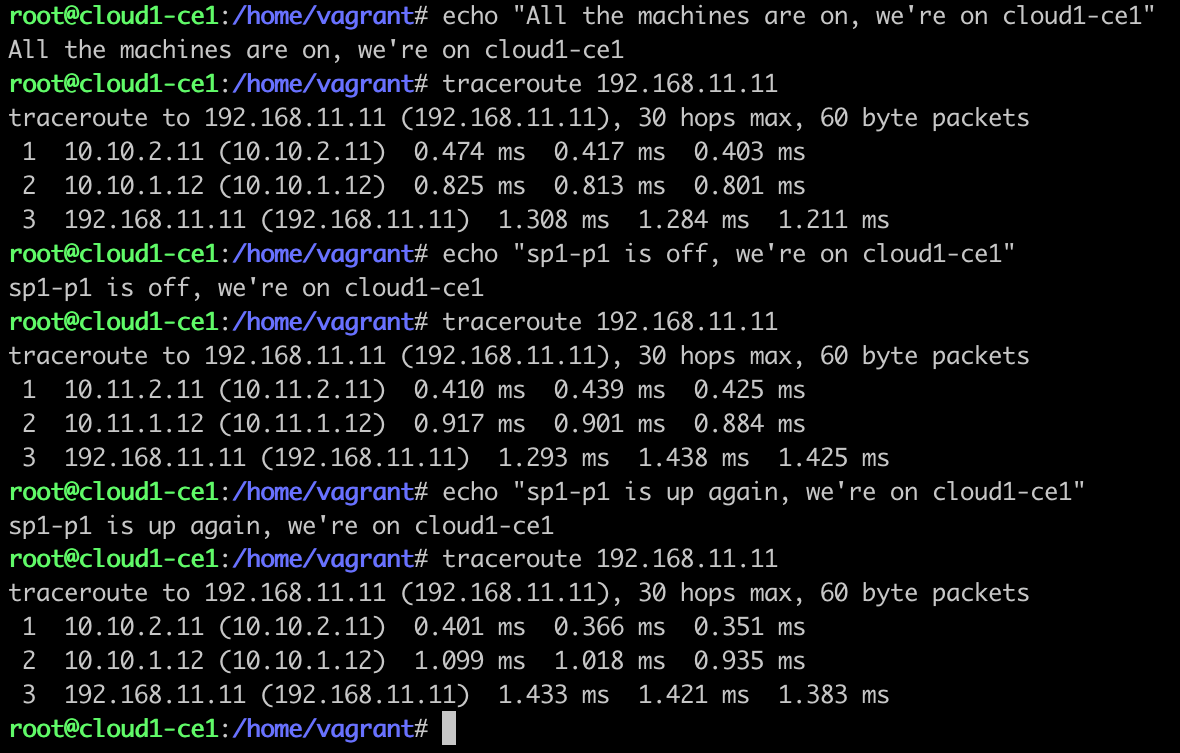 root@cloud1-ce1:/home/vagrant# echo "All the machines are on, we're on cloud1-ce1"
All the machines are on, we're on cloud1-ce1
root@cloud1-ce1:/home/vagrant# traceroute 192.168.11.11
traceroute to 192.168.11.11 (192.168.11.11), 30 hops max, 60 byte packets
 1  10.10.2.11 (10.10.2.11)  0.474 ms  0.417 ms  0.403 ms
 2  10.10.1.12 (10.10.1.12)  0.825 ms  0.813 ms  0.801 ms
 3  192.168.11.11 (192.168.11.11)  1.308 ms  1.284 ms  1.211 ms
root@cloud1-ce1:/home/vagrant# echo "sp1-p1 is off, we're on cloud1-ce1"
sp1-p1 is off, we're on cloud1-ce1
root@cloud1-ce1:/home/vagrant# traceroute 192.168.11.11
traceroute to 192.168.11.11 (192.168.11.11), 30 hops max, 60 byte packets
 1  10.11.2.11 (10.11.2.11)  0.410 ms  0.439 ms  0.425 ms
 2  10.11.1.12 (10.11.1.12)  0.917 ms  0.901 ms  0.884 ms
 3  192.168.11.11 (192.168.11.11)  1.293 ms  1.438 ms  1.425 ms
root@cloud1-ce1:/home/vagrant# echo "sp1-p1 is up again, we're on cloud1-ce1"
sp1-p1 is up again, we're on cloud1-ce1
root@cloud1-ce1:/home/vagrant# traceroute 192.168.11.11
traceroute to 192.168.11.11 (192.168.11.11), 30 hops max, 60 byte packets
 1  10.10.2.11 (10.10.2.11)  0.401 ms  0.366 ms  0.351 ms
 2  10.10.1.12 (10.10.1.12)  1.099 ms  1.018 ms  0.935 ms
 3  192.168.11.11 (192.168.11.11)  1.433 ms  1.421 ms  1.383 ms
root@cloud1-ce1:/home/vagrant#